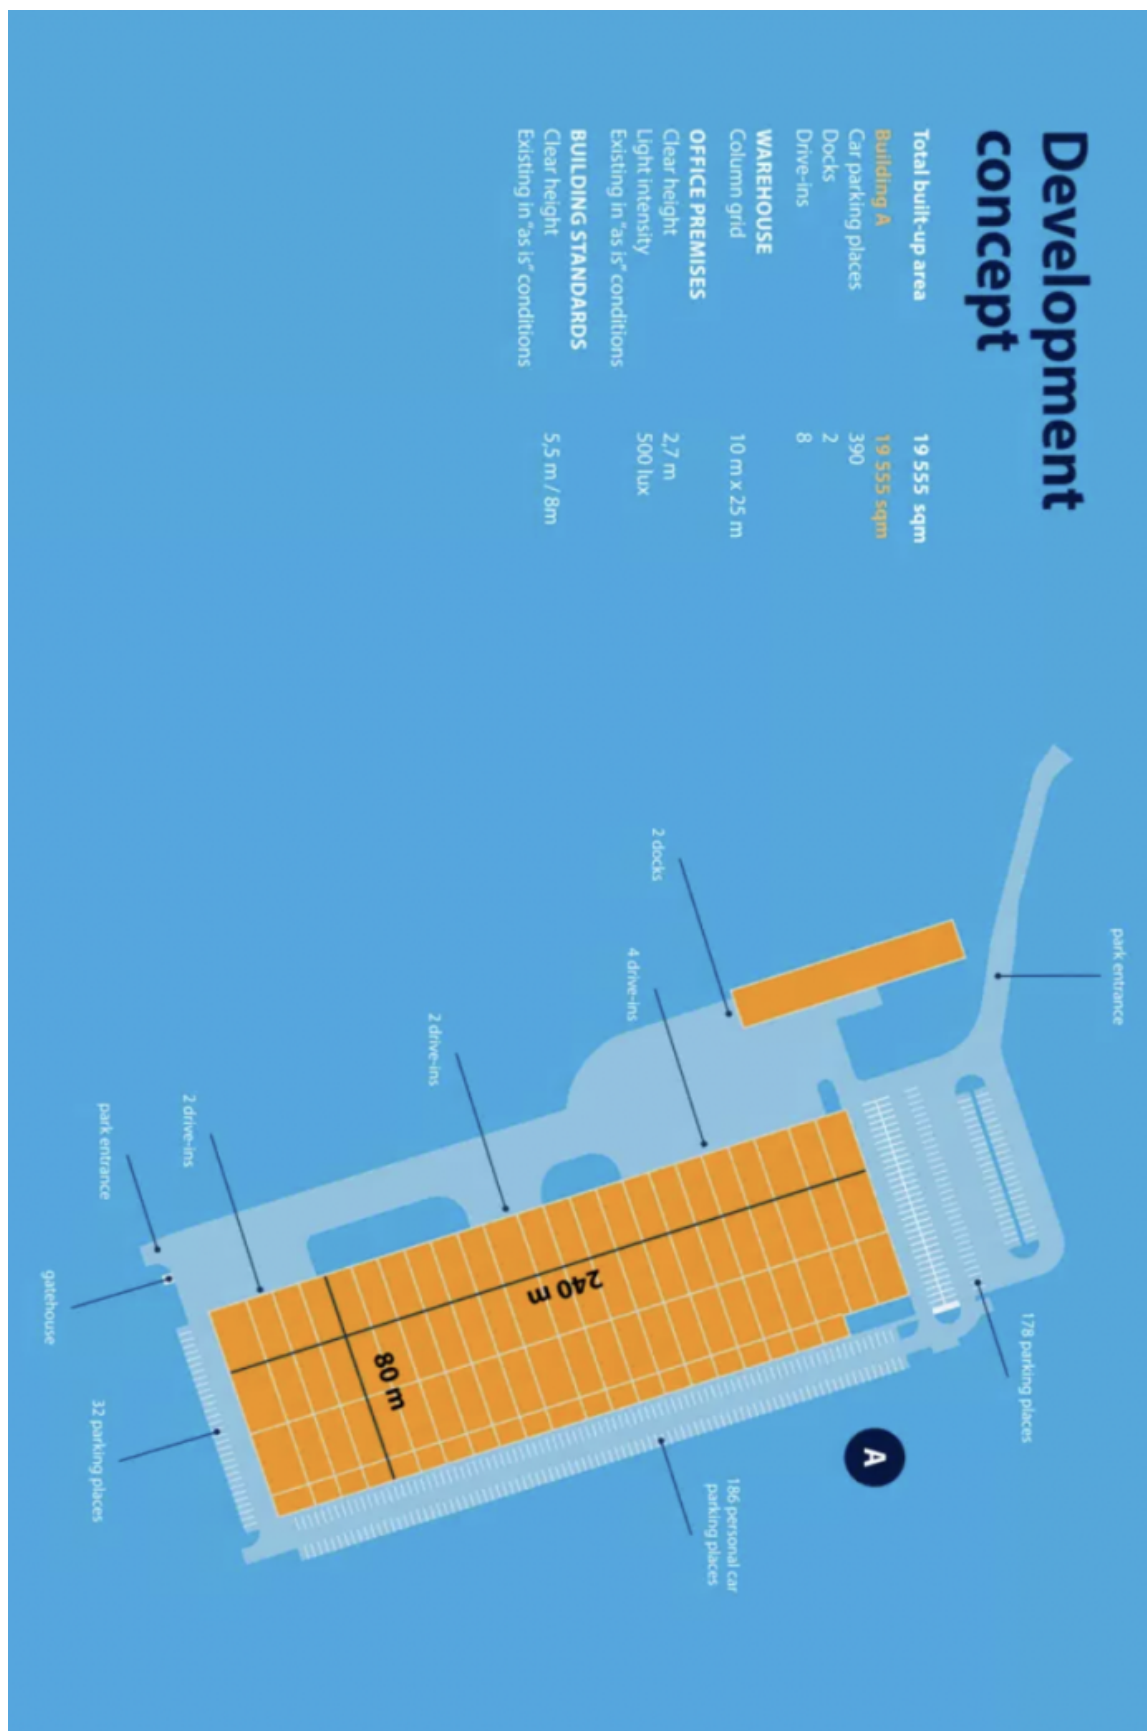 Development
concept
Total built-up area 19 555 sqm
Building A 19 555 sqm
Car parking places 390
Docks 2
Drive-ins 8
WAREHOUSE
Column grid 10 m x 25 m
OFFICE PREMISES
Clear height 2,7 m
Light intensity 500 lux
Existing in "as is" conditions
BUILDING STANDARDS
Clear height 5,5 m / 8m
Existing in "as is" conditions
park entrance
2 docks
4 drive-ins
2 drive-ins
2 drive-ins
park entrance
gatehouse
240 m
80 m
178 parking places
A
32 parking places
186 personal car
parking places